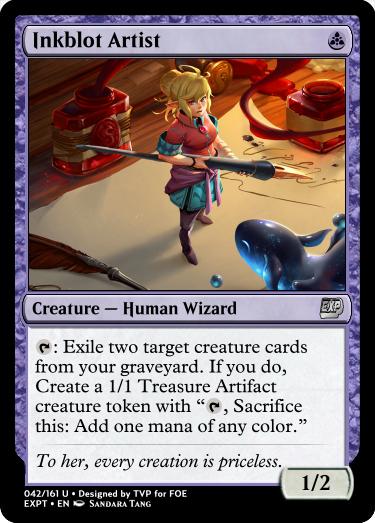 Inkblot Artist
Creature — Human Wizard
EXP
: Exile two target creature cards
from your graveyard. If you do,
Create a 1/1 Treasure Artifact
creature token with “, Sacrifice
this: Add one mana of any color.”
To her, every creation is priceless.
1/2
042/161 U • Designed by TVP for FOE
EXPT • EN SANDARA TANG